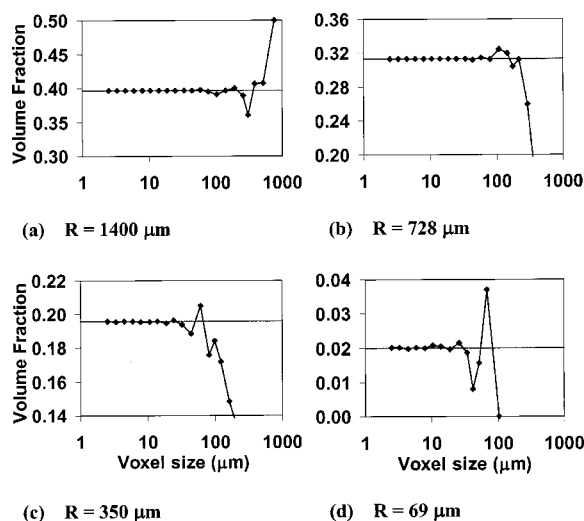 Volume Fraction
0.50
0.45
0.40
0.35
0.30
1 10 100 1000
(a) R = 1400 μm
0.36
0.32
0.28
0.24
0.20
1 10 100 1000
(b) R = 728 μm
Volume Fraction
0.22
0.20
0.18
0.16
0.14
1 10 100 1000
Voxel size (μm)
(c) R = 350 μm
0.04
0.03
0.02
0.01
0.00
1 10 100 1000
Voxel size (μm)
(d) R = 69 μm